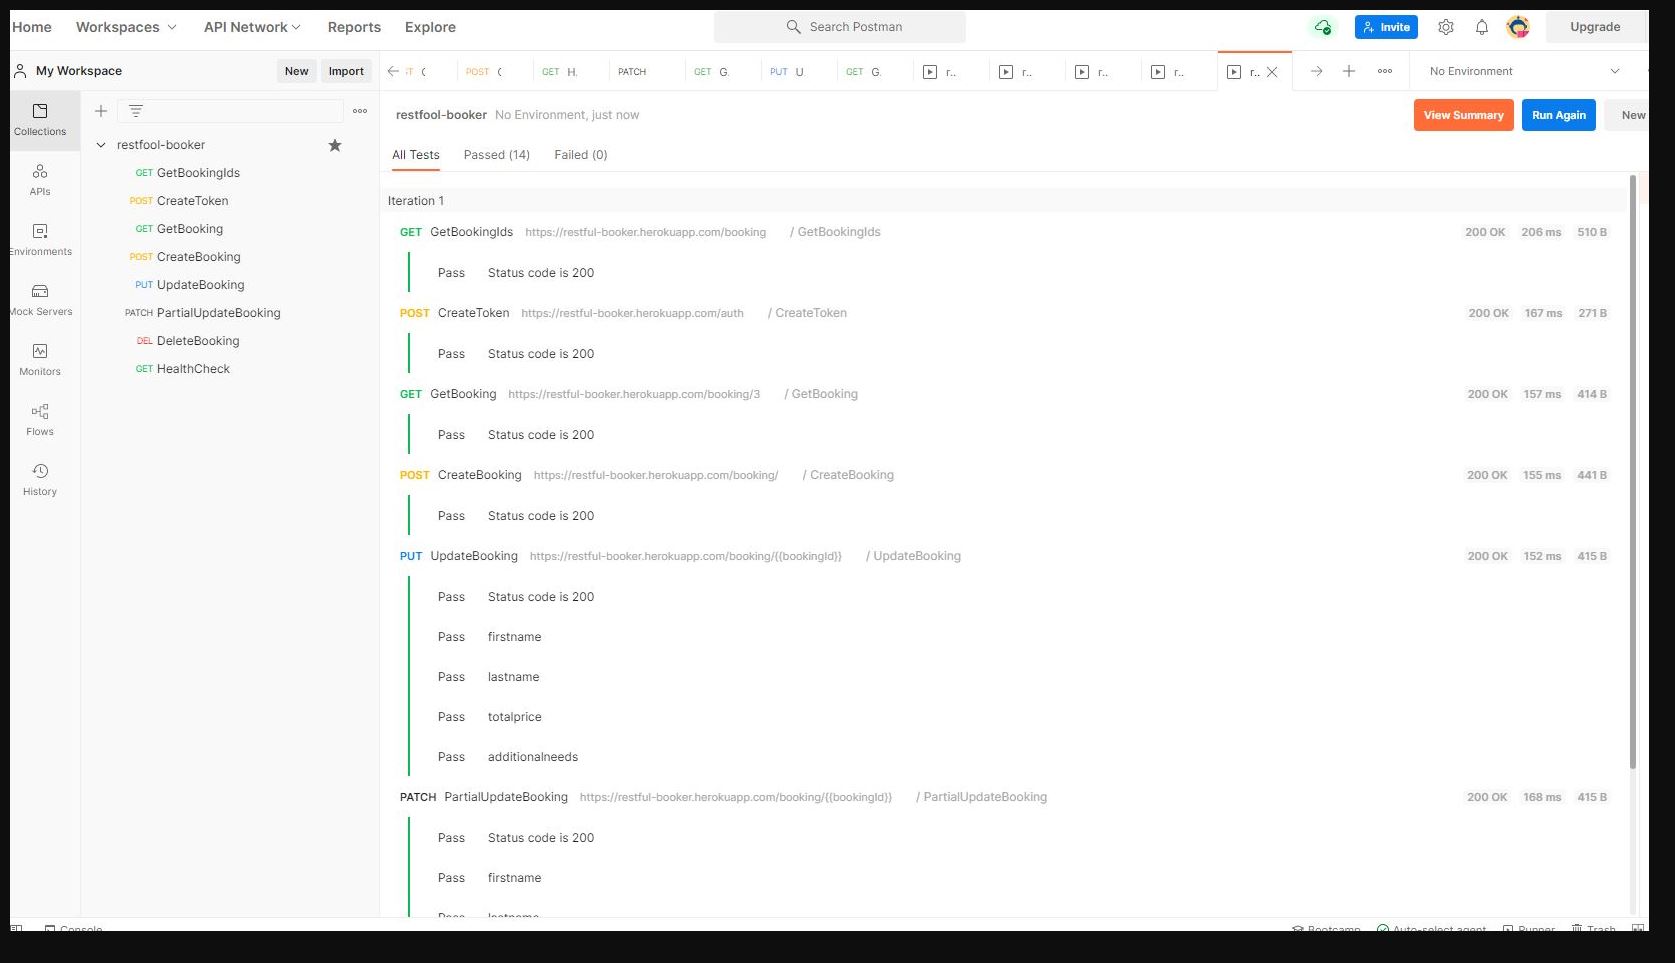 Home Workspaces API Network Reports Explore Search Postman Invite Upgrade
My Workspace New Import POST GET H. PATCH GET G. PUT U GET G. r.. r.. r.. r.. r.. No Environment
Collections
APIs
Environments
Mock Servers
Monitors
Flows
History
restfool-booker
GET GetBookingIds
POST CreateToken
GET GetBooking
POST CreateBooking
PUT UpdateBooking
PATCH PartialUpdateBooking
DEL DeleteBooking
GET HealthCheck
restfool-booker No Environment, just now View Summary Run Again New
All Tests Passed (14) Failed (0)
Iteration 1
GET GetBookingIds https://restful-booker.herokuapp.com/booking / GetBookingIds 200 OK 206 ms 510 B
Pass Status code is 200
POST CreateToken https://restful-booker.herokuapp.com/auth / CreateToken 200 OK 167 ms 271 B
Pass Status code is 200
GET GetBooking https://restful-booker.herokuapp.com/booking/3 / GetBooking 200 OK 157 ms 414 B
Pass Status code is 200
POST CreateBooking https://restful-booker.herokuapp.com/booking/ / CreateBooking 200 OK 155 ms 441 B
Pass Status code is 200
PUT UpdateBooking https://restful-booker.herokuapp.com/booking/{{bookingId}} / UpdateBooking 200 OK 152 ms 415 B
Pass Status code is 200
Pass firstname
Pass lastname
Pass totalprice
Pass additionalneeds
PATCH PartialUpdateBooking https://restful-booker.herokuapp.com/booking/{{bookingId}} / PartialUpdateBooking 200 OK 168 ms 415 B
Pass Status code is 200
Pass firstname
Pass lastname
Console Bootcamp Auto-select agent Runner Trash